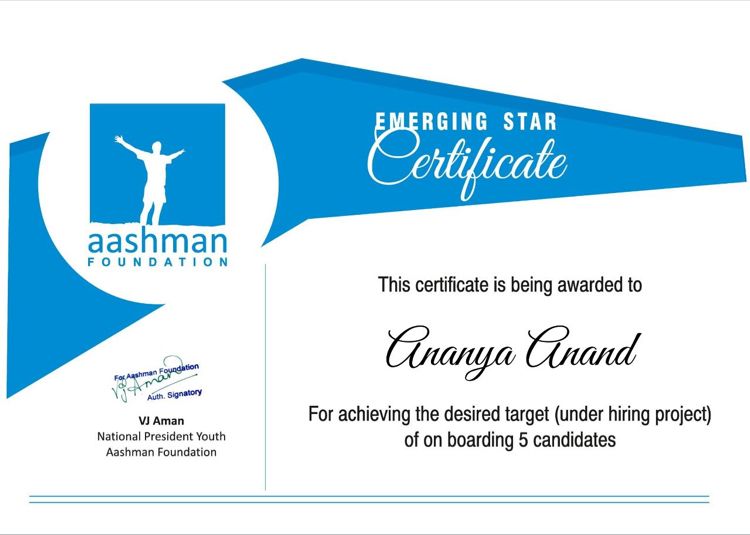 EMERGING STAR
Certificate
aashman
FOUNDATION
This certificate is being awarded to
Ananya Anand
For achieving the desired target (under hiring project)
of on boarding 5 candidates
For Aashman Foundation
VJ Aman
Auth. Signatory
VJ Aman
National President Youth
Aashman Foundation